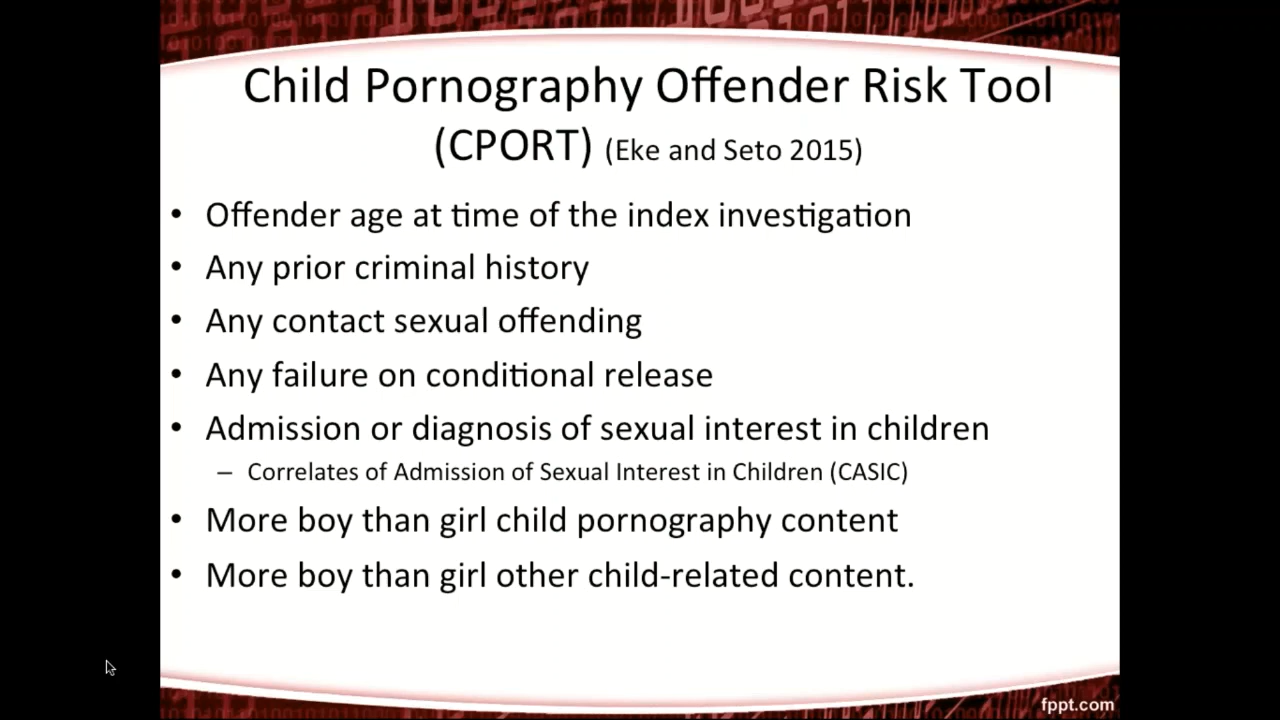 Child Pornography Offender Risk Tool
(CPORT) (Eke and Seto 2015)
• Offender age at time of the index investigation
• Any prior criminal history
• Any contact sexual offending
• Any failure on conditional release
• Admission or diagnosis of sexual interest in children
– Correlates of Admission of Sexual Interest in Children (CASIC)
• More boy than girl child pornography content
• More boy than girl other child-related content.
fppt.com